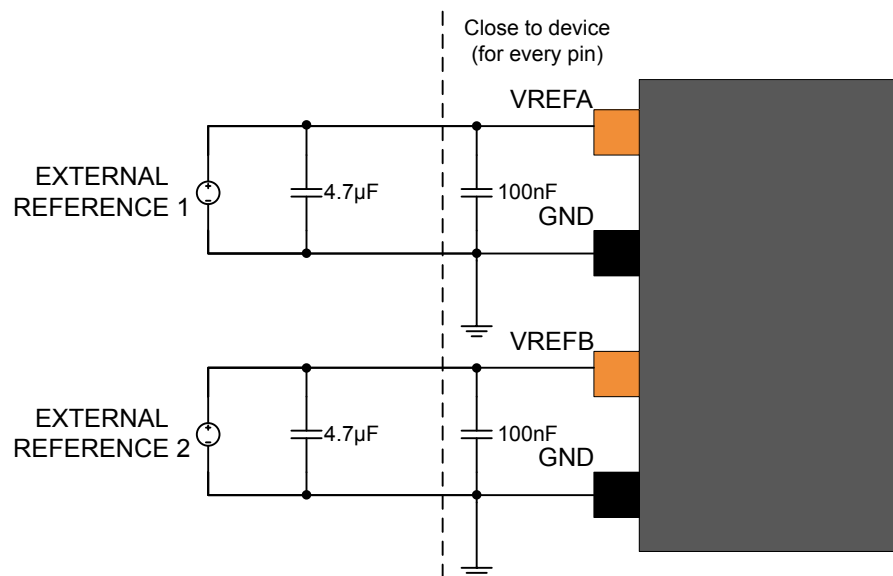 Close to device
(for every pin)
VREFA
EXTERNAL
REFERENCE 1
4.7µF
100nF
GND
VREFB
EXTERNAL
REFERENCE 2
4.7µF
100nF
GND